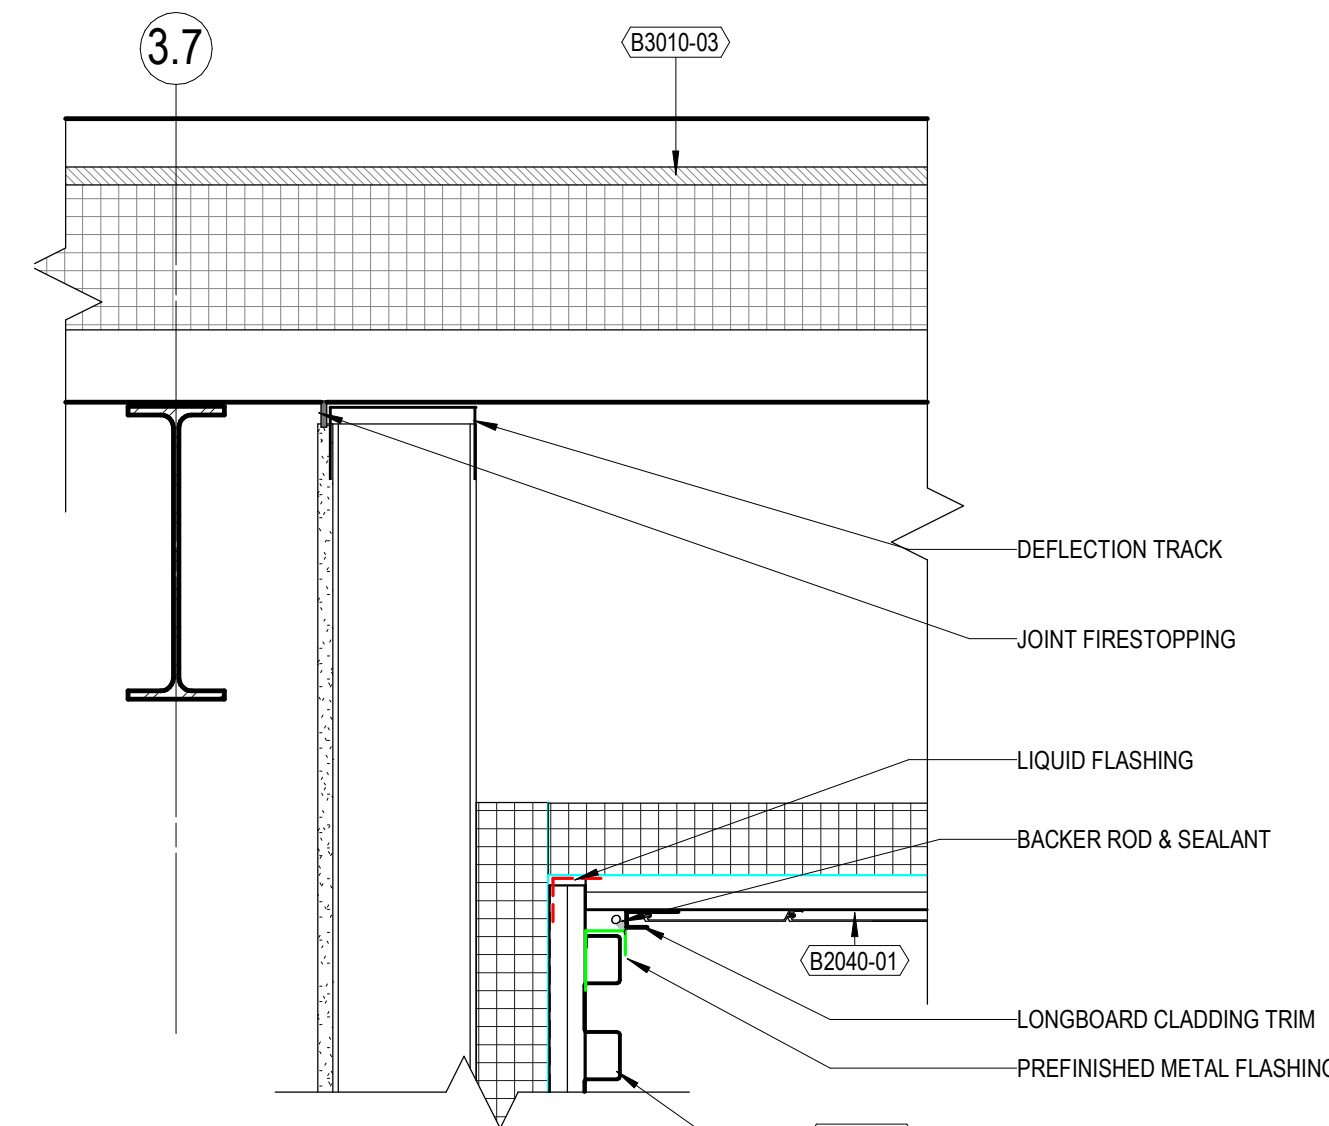 3.7
B3010-03
DEFLECTION TRACK
JOINT FIRESTOPPING
LIQUID FLASHING
BACKER ROD & SEALANT
B2040-01
LONGBOARD CLADDING TRIM
PREFINISHED METAL FLASHING